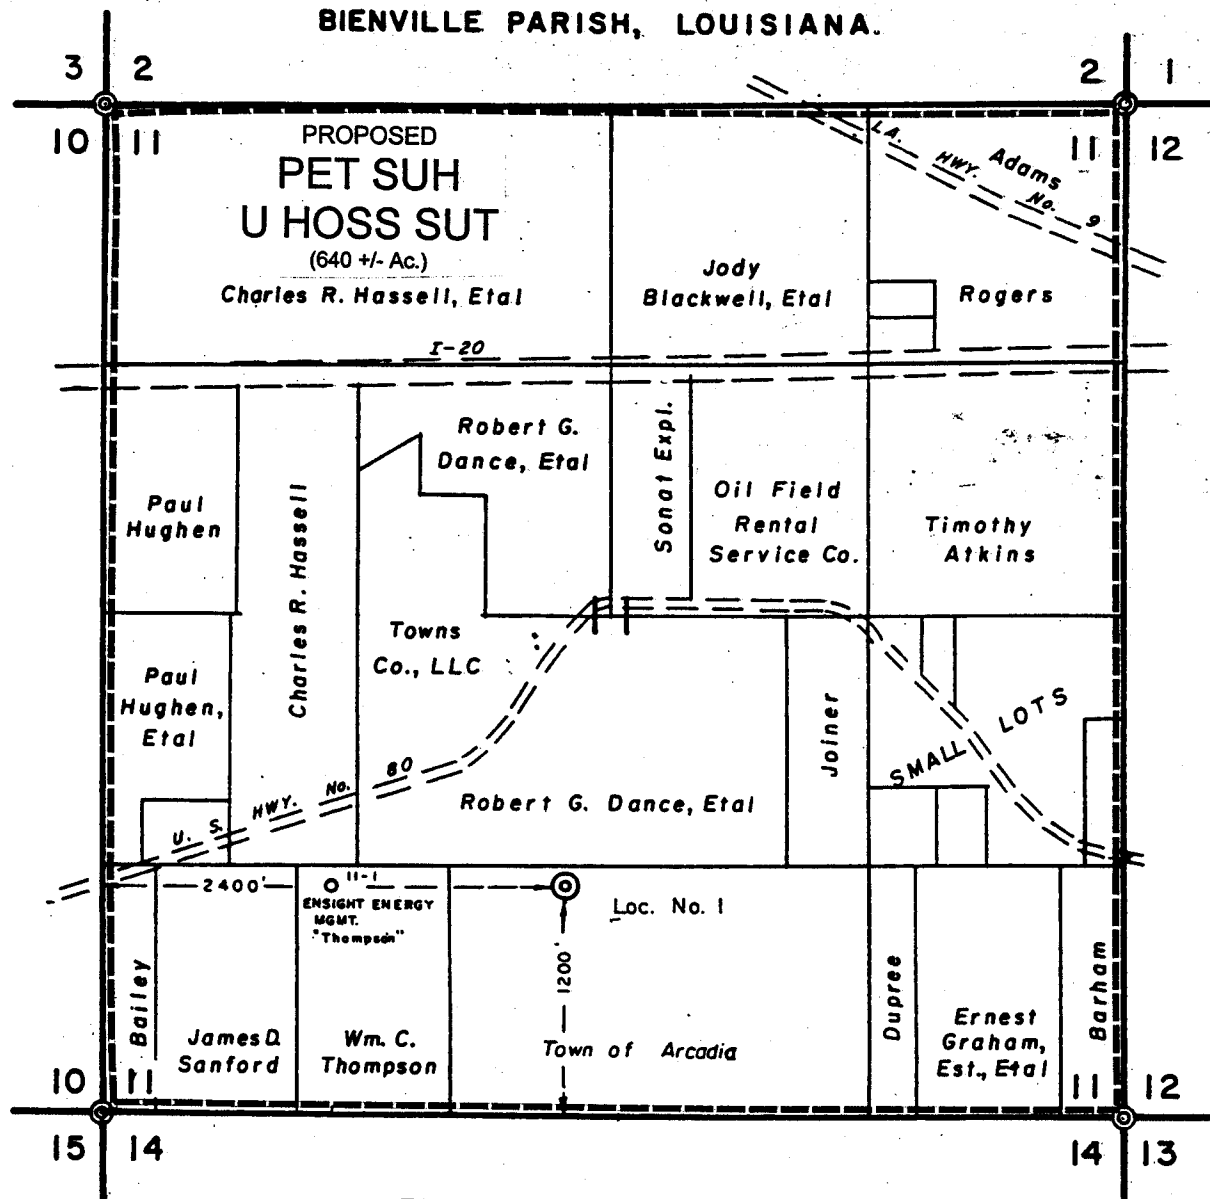 BIENVILLE PARISH, LOUISIANA.
3 2
2 1
10 11
11 12
PROPOSED
PET SUH
U HOSS SUT
(640 +/- Ac.)
Charles R. Hassell, Etal
LA. HWY. No. 9
Adams
Jody
Blackwell, Etal
Rogers
I-20
Robert G.
Dance, Etal
Sonat Expl.
Oil Field
Rental
Service Co.
Timothy
Atkins
Paul
Hughen
Charles R. Hassell
Towns
Co., LLC
Paul
Hughen,
Etal
Joiner
SMALL LOTS
U. S. HWY. No. 80
Robert G. Dance, Etal
2400'
11-1
ENSIGHT ENERGY
MGMT.
"Thompson"
Loc. No. 1
1200'
Bailey
James D.
Sanford
Wm. C.
Thompson
Town of Arcadia
Dupree
Ernest
Graham,
Est., Etal
Barham
10 11
11 12
15 14
14 13